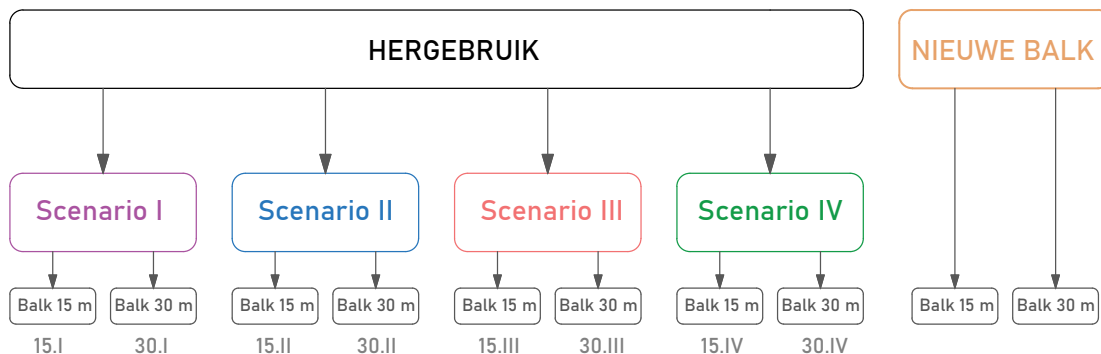 HERGEBRUIK
NIEUWE BALK
Scenario I
Scenario II
Scenario III
Scenario IV
Balk 15 m
Balk 30 m
Balk 15 m
Balk 30 m
Balk 15 m
Balk 30 m
Balk 15 m
Balk 30 m
Balk 15 m
Balk 30 m
15.I
30.I
15.II
30.II
15.III
30.III
15.IV
30.IV